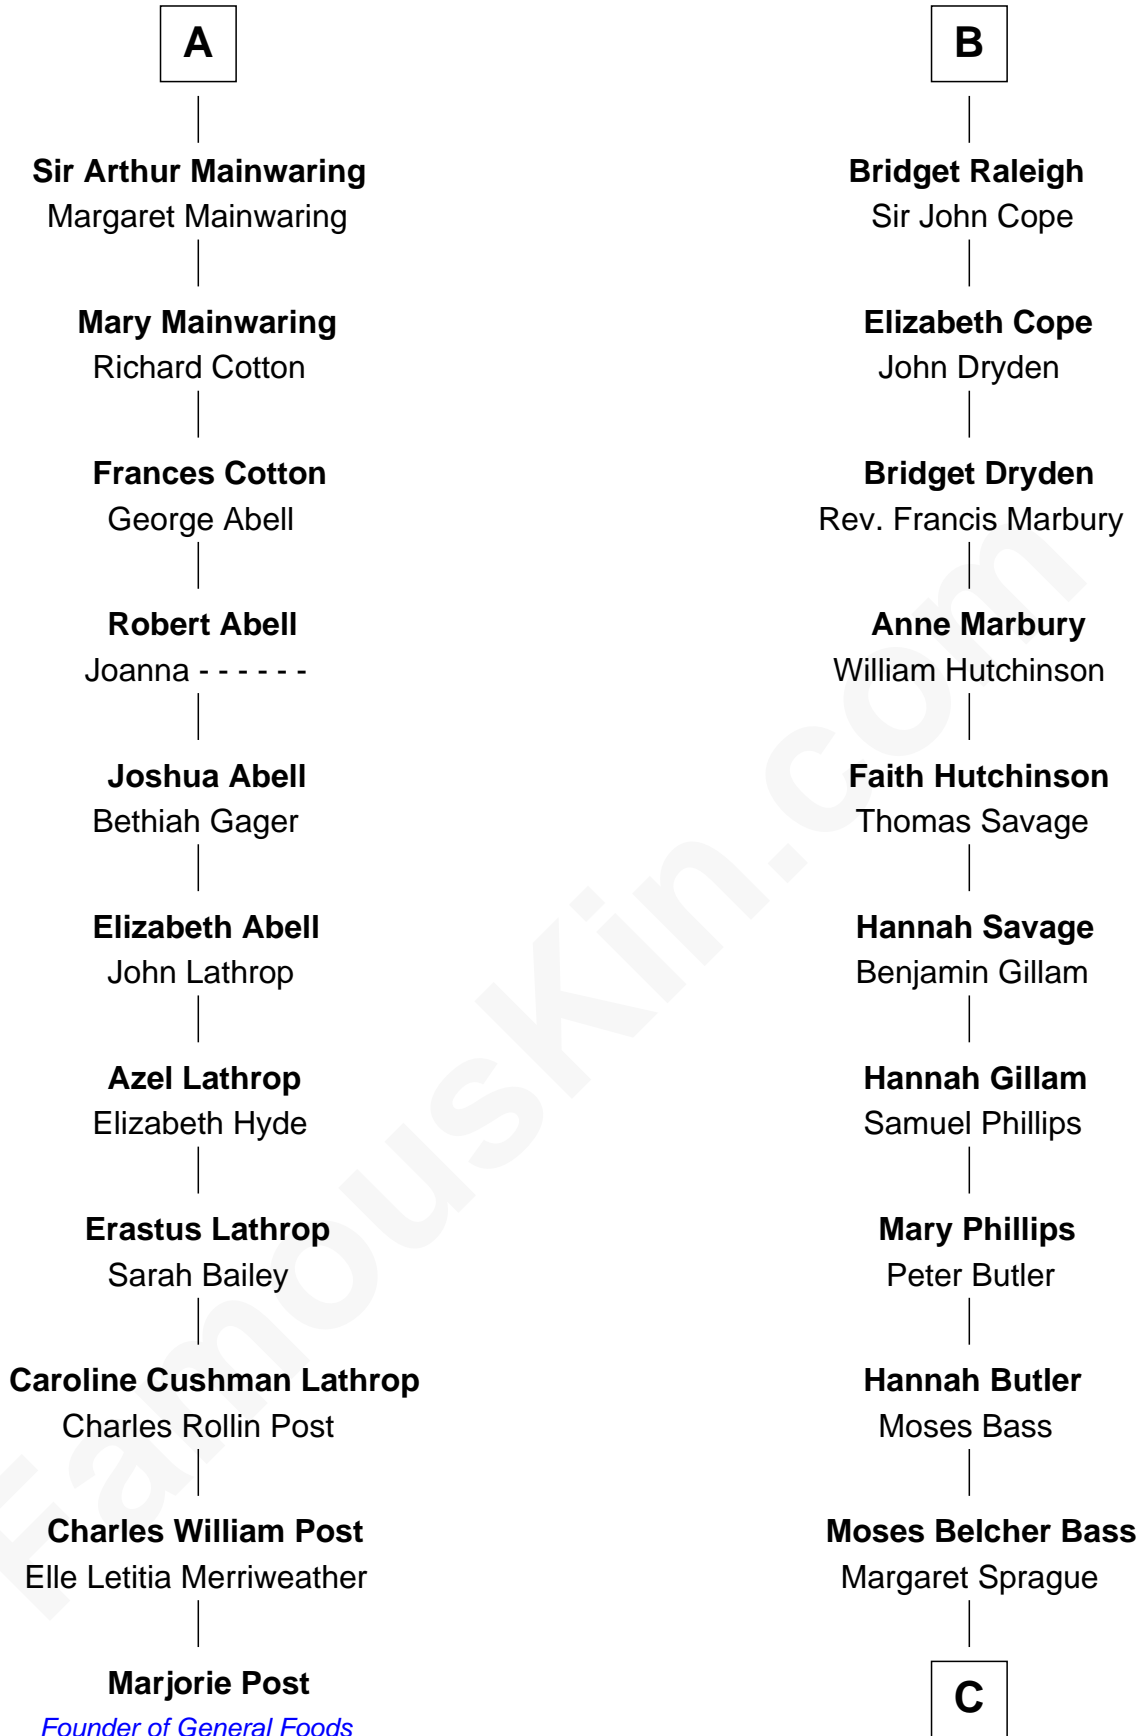 A
Sir Arthur Mainwaring
Margaret Mainwaring
Mary Mainwaring
Richard Cotton
Frances Cotton
George Abell
Robert Abell
Joanna - - - - - -
Joshua Abell
Bethiah Gager
Elizabeth Abell
John Lathrop
Azel Lathrop
Elizabeth Hyde
Erastus Lathrop
Sarah Bailey
Caroline Cushman Lathrop
Charles Rollin Post
Charles William Post
Elle Letitia Merriweather
Marjorie Post
Founder of General Foods
B
Bridget Raleigh
Sir John Cope
Elizabeth Cope
John Dryden
Bridget Dryden
Rev. Francis Marbury
Anne Marbury
William Hutchinson
Faith Hutchinson
Thomas Savage
Hannah Savage
Benjamin Gillam
Hannah Gillam
Samuel Phillips
Mary Phillips
Peter Butler
Hannah Butler
Moses Bass
Moses Belcher Bass
Margaret Sprague
C
FamousKin.com